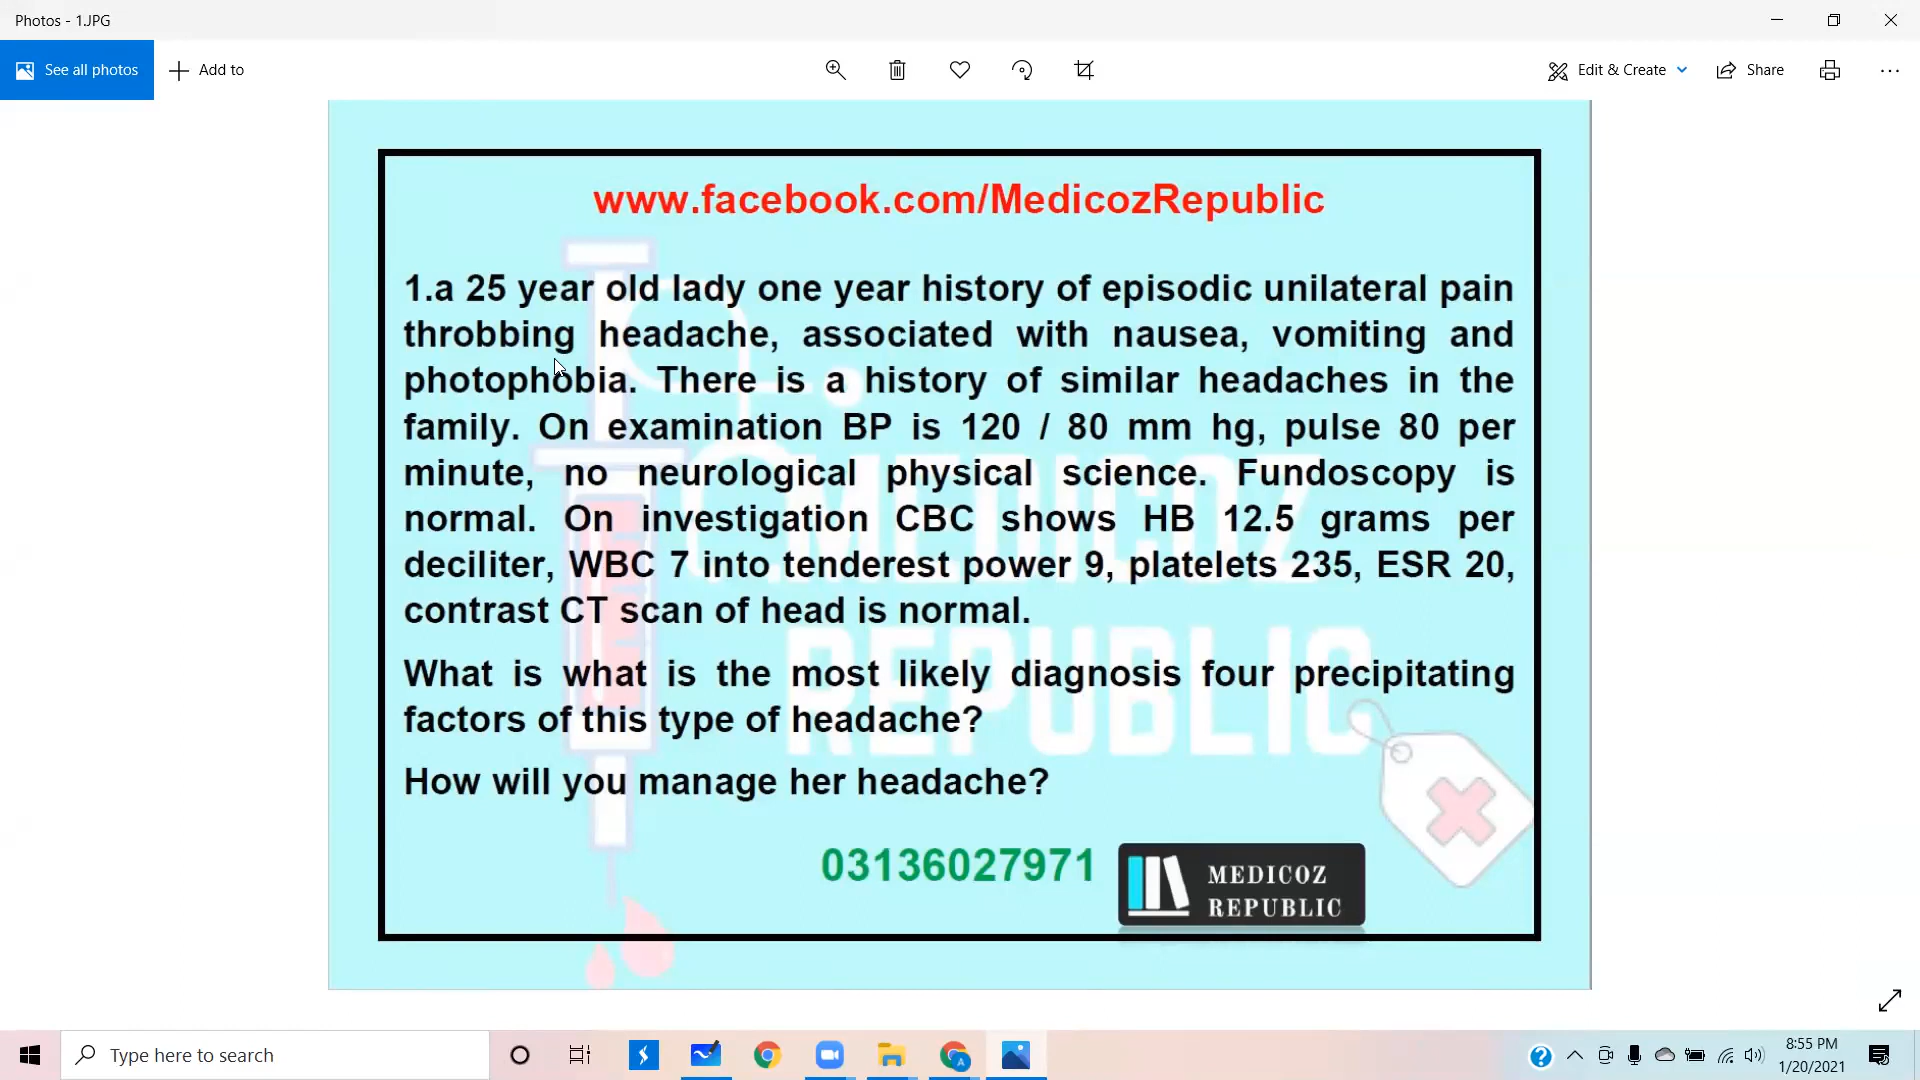 Photos - 1.JPG
See all photos
Add to
Edit & Create
Share
www.facebook.com/MedicozRepublic
1.a 25 year old lady one year history of episodic unilateral pain
throbbing headache, associated with nausea, vomiting and
photophobia. There is a history of similar headaches in the
family. On examination BP is 120 / 80 mm hg, pulse 80 per
minute, no neurological physical science. Fundoscopy is
normal. On investigation CBC shows HB 12.5 grams per
deciliter, WBC 7 into tenderest power 9, platelets 235, ESR 20,
contrast CT scan of head is normal.
What is what is the most likely diagnosis four precipitating
factors of this type of headache?
How will you manage her headache?
MEDICOZ
REPUBLIC
03136027971
MEDICOZ
REPUBLIC
Type here to search
8:55 PM
1/20/2021